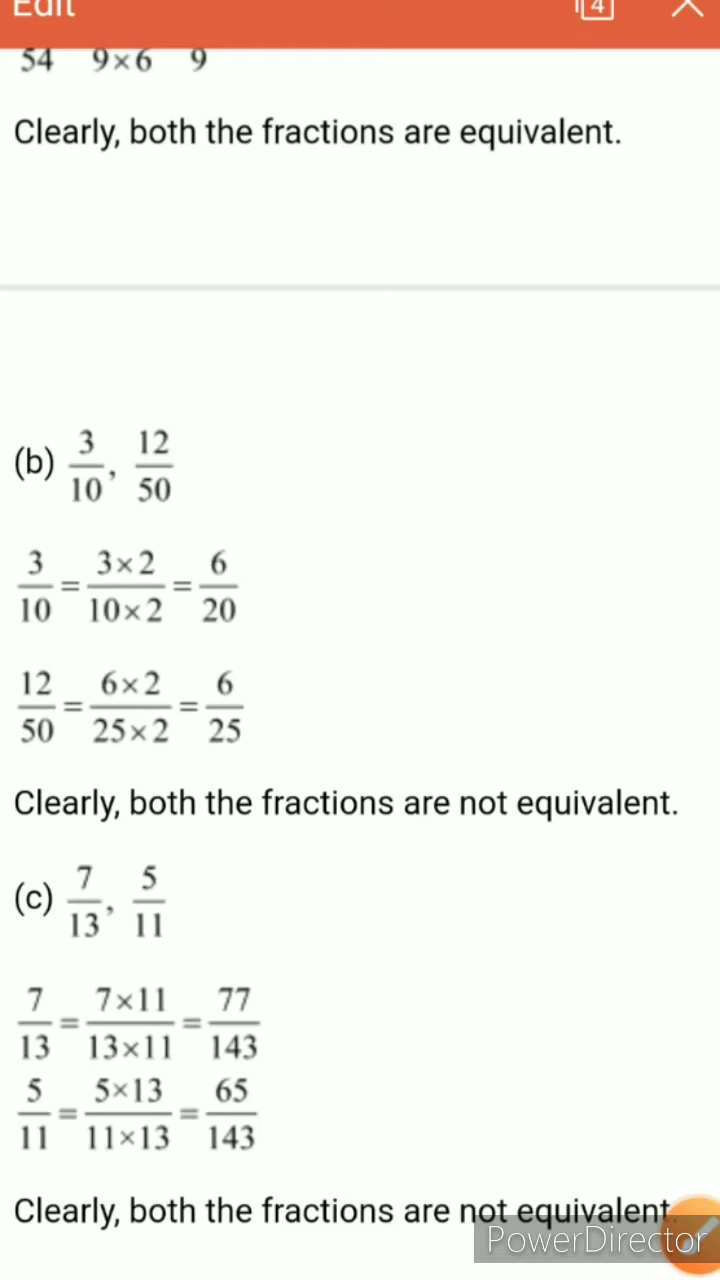 Edit 4
54 9×6 9
Clearly, both the fractions are equivalent.
(b) 3/10, 12/50
3/10 = 3×2/10×2 = 6/20
12/50 = 6×2/25×2 = 6/25
Clearly, both the fractions are not equivalent.
(c) 7/13, 5/11
7/13 = 7×11/13×11 = 77/143
5/11 = 5×13/11×13 = 65/143
Clearly, both the fractions are not equivalent.
PowerDirector